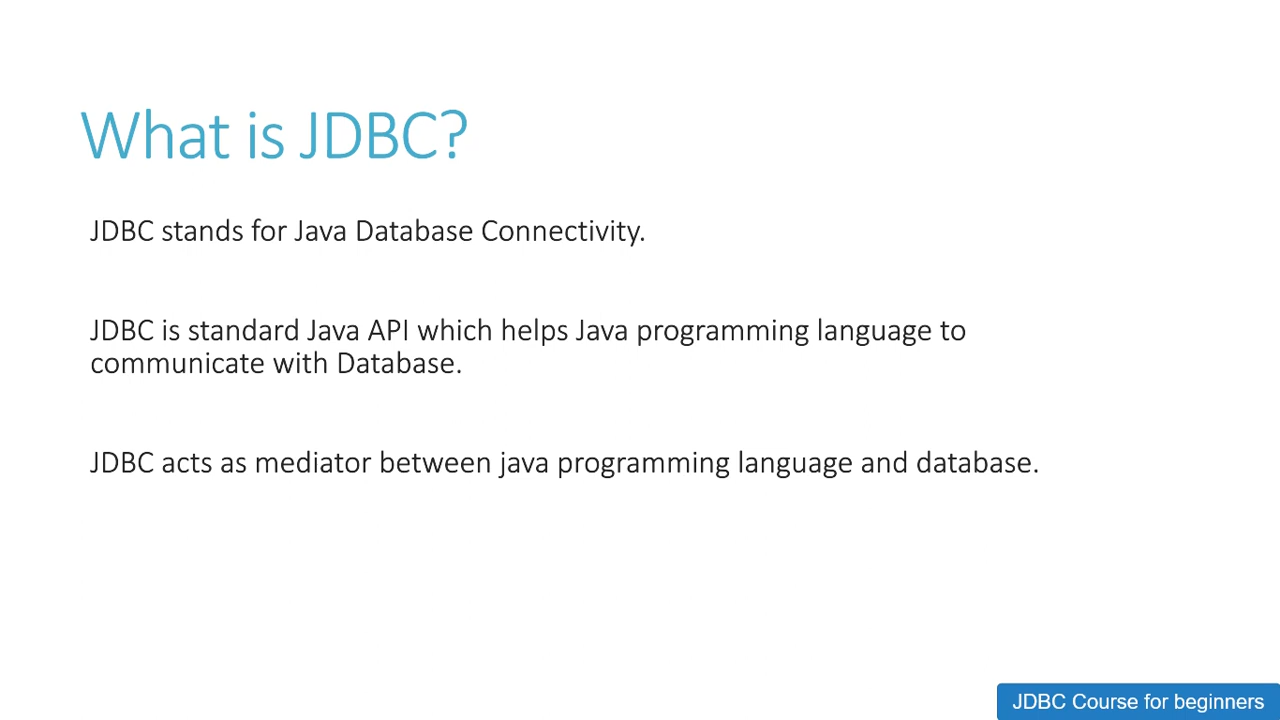 What is JDBC?
JDBC stands for Java Database Connectivity.
JDBC is standard Java API which helps Java programming language to
communicate with Database.
JDBC acts as mediator between java programming language and database.
JDBC Course for beginners